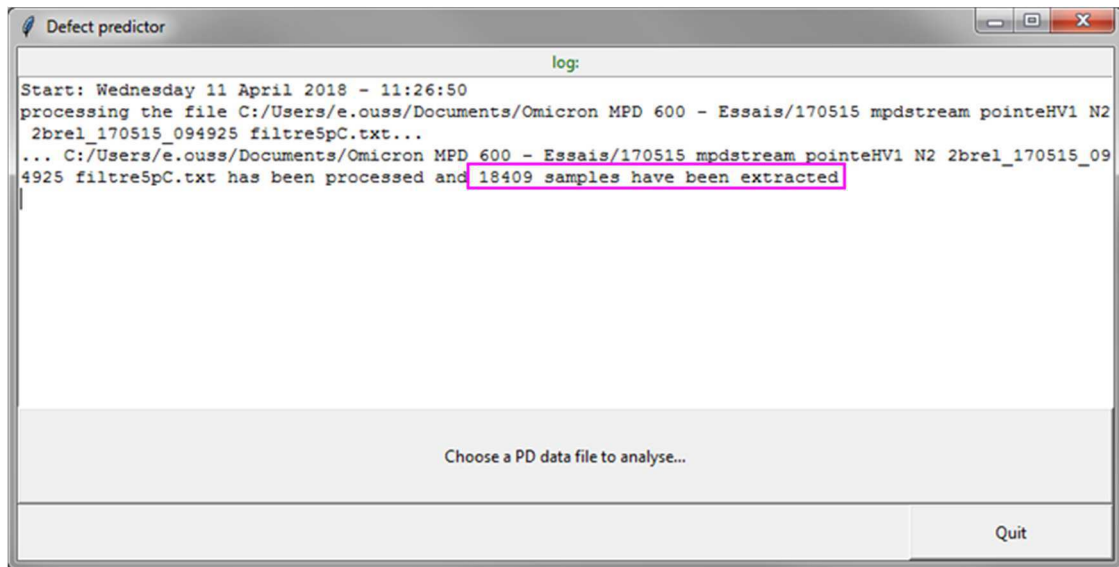 Defect predictor
log:
Start: Wednesday 11 April 2018 - 11:26:50
processing the file C:/Users/e.ouss/Documents/Omicron MPD 600 - Essais/170515 mpdstream pointeHV1 N2
2brel_170515_094925 filtre5pC.txt...
... C:/Users/e.ouss/Documents/Omicron MPD 600 - Essais/170515 mpdstream pointeHV1 N2 2brel_170515_09
4925 filtre5pC.txt has been processed and 18409 samples have been extracted
Choose a PD data file to analyse...
Quit